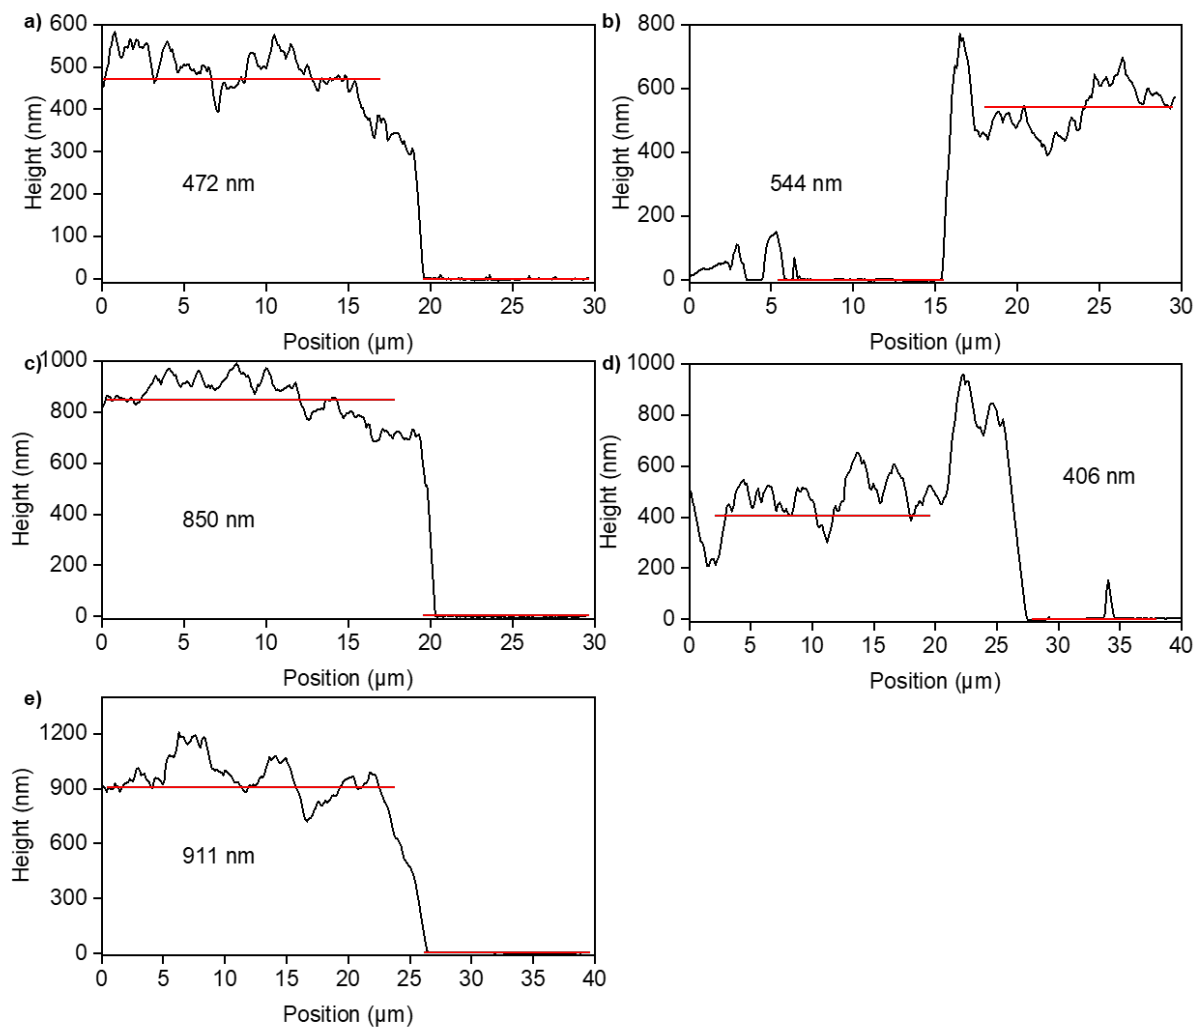 a)
600
500
400
300
200
100
0
Height (nm)
472 nm
0 5 10 15 20 25 30
Position (µm)
b)
800
600
400
200
0
Height (nm)
544 nm
0 5 10 15 20 25 30
Position (µm)
c)
1000
800
600
400
200
0
Height (nm)
850 nm
0 5 10 15 20 25 30
Position (µm)
d)
1000
800
600
400
200
0
Height (nm)
406 nm
0 5 10 15 20 25 30 35 40
Position (µm)
e)
1200
900
600
300
0
Height (nm)
911 nm
0 5 10 15 20 25 30 35 40
Position (µm)